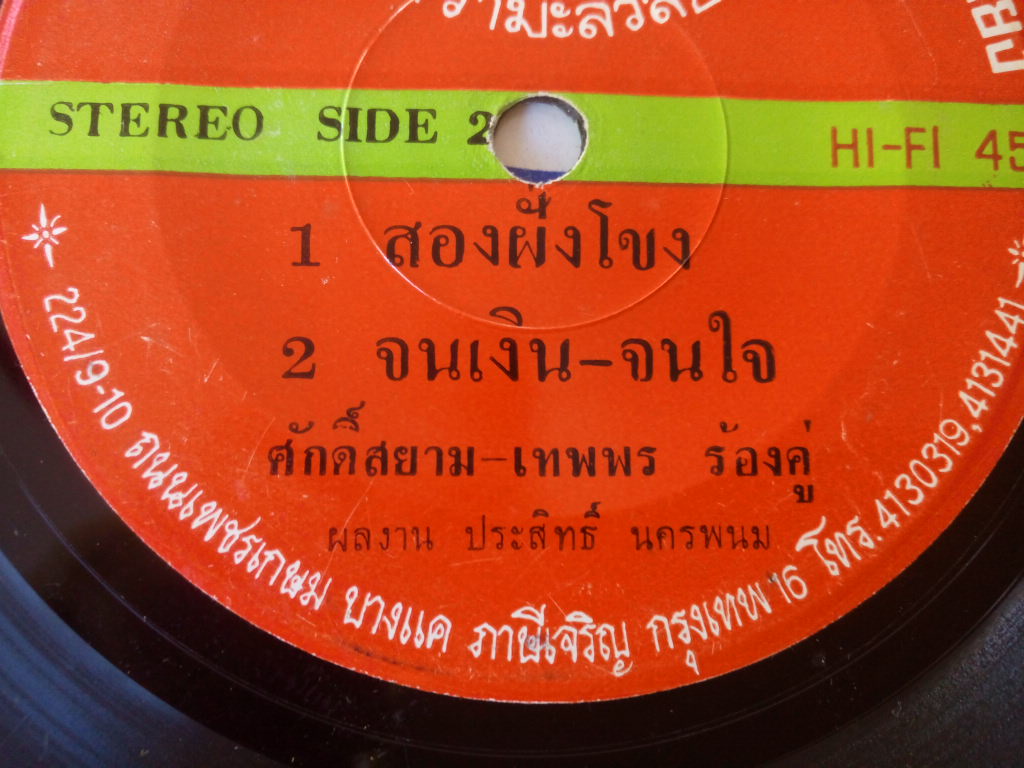 STEREO SIDE 2
HI-FI 45
1 สองฝั่งโขง
2 จนเงิน-จนใจ
ศักดิ์สยาม-เทพพร ร้องคู่
ผลงาน ประสิทธิ์ นครพนม
224/9-10 ถนนเพชรเกษม บางแค ภาษีเจริญ กรุงเทพ 16 โทร. 4130319, 4131441